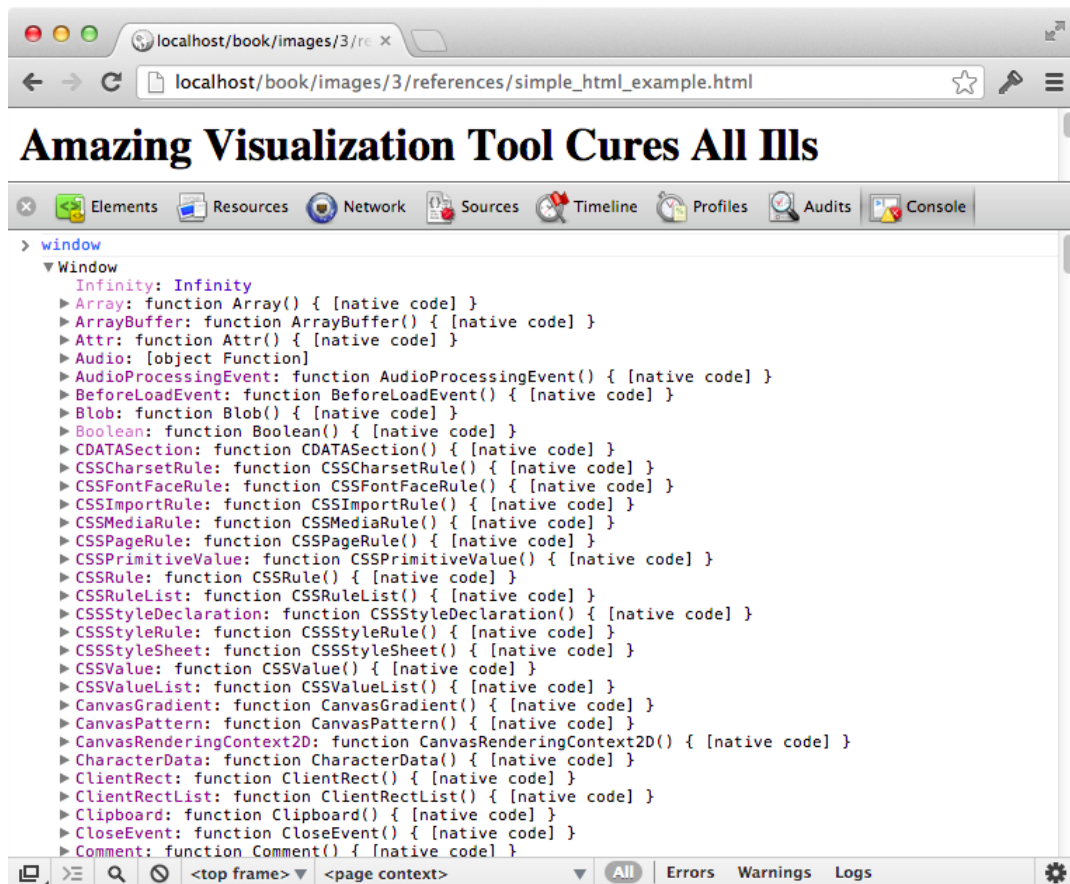 localhost/book/images/3/re
localhost/book/images/3/references/simple_html_example.html
Amazing Visualization Tool Cures All Ills
Elements Resources Network Sources Timeline Profiles Audits Console
> window
▼Window
Infinity: Infinity
▶Array: function Array() { [native code] }
▶ArrayBuffer: function ArrayBuffer() { [native code] }
▶Attr: function Attr() { [native code] }
▶Audio: [object Function]
▶AudioProcessingEvent: function AudioProcessingEvent() { [native code] }
▶BeforeLoadEvent: function BeforeLoadEvent() { [native code] }
▶Blob: function Blob() { [native code] }
▶Boolean: function Boolean() { [native code] }
▶CDATASection: function CDATASection() { [native code] }
▶CSSCharsetRule: function CSSCharsetRule() { [native code] }
▶CSSFontFaceRule: function CSSFontFaceRule() { [native code] }
▶CSSImportRule: function CSSImportRule() { [native code] }
▶CSSMediaRule: function CSSMediaRule() { [native code] }
▶CSSPageRule: function CSSPageRule() { [native code] }
▶CSSPrimitiveValue: function CSSPrimitiveValue() { [native code] }
▶CSSRule: function CSSRule() { [native code] }
▶CSSRuleList: function CSSRuleList() { [native code] }
▶CSSStyleDeclaration: function CSSStyleDeclaration() { [native code] }
▶CSSStyleRule: function CSSStyleRule() { [native code] }
▶CSSStyleSheet: function CSSStyleSheet() { [native code] }
▶CSSValue: function CSSValue() { [native code] }
▶CSSValueList: function CSSValueList() { [native code] }
▶CanvasGradient: function CanvasGradient() { [native code] }
▶CanvasPattern: function CanvasPattern() { [native code] }
▶CanvasRenderingContext2D: function CanvasRenderingContext2D() { [native code] }
▶CharacterData: function CharacterData() { [native code] }
▶ClientRect: function ClientRect() { [native code] }
▶ClientRectList: function ClientRectList() { [native code] }
▶Clipboard: function Clipboard() { [native code] }
▶CloseEvent: function CloseEvent() { [native code] }
▶Comment: function Comment() { [native code] }
<top frame> ▼ <page context> ▼ All Errors Warnings Logs